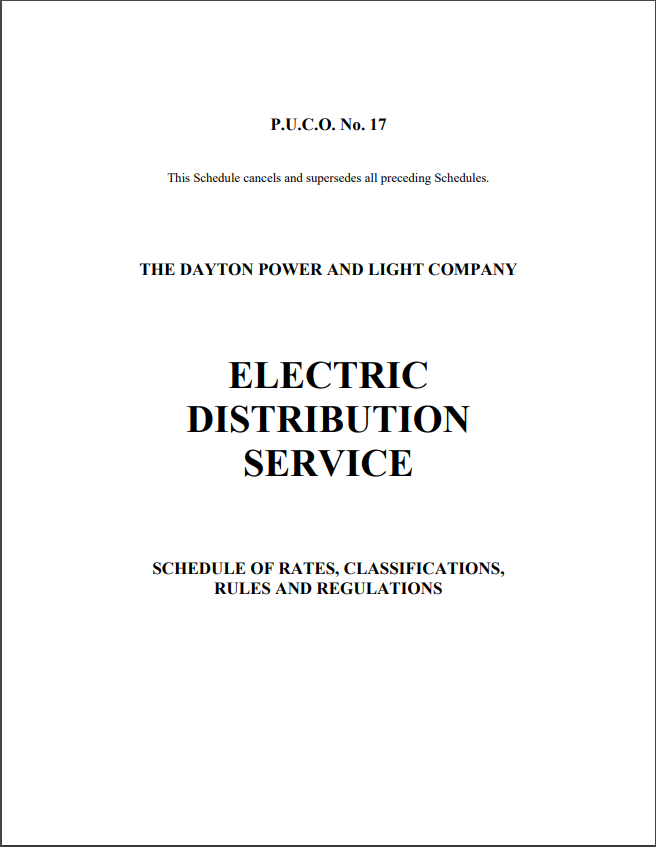 P.U.C.O. No. 17
This Schedule cancels and supersedes all preceding Schedules.
THE DAYTON POWER AND LIGHT COMPANY
ELECTRIC
DISTRIBUTION
SERVICE
SCHEDULE OF RATES, CLASSIFICATIONS,
RULES AND REGULATIONS